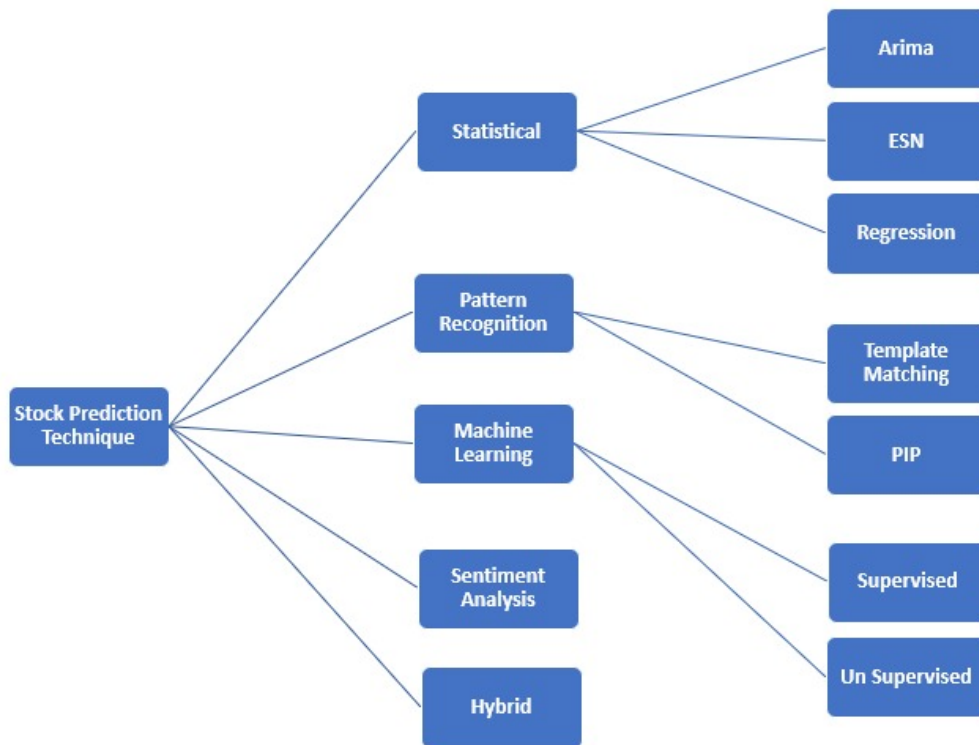 Arima
Statistical
ESN
Regression
Pattern
Recognition
Template
Matching
Stock Prediction
Technique
Machine
Learning
PIP
Sentiment
Analysis
Supervised
Hybrid
Un Supervised